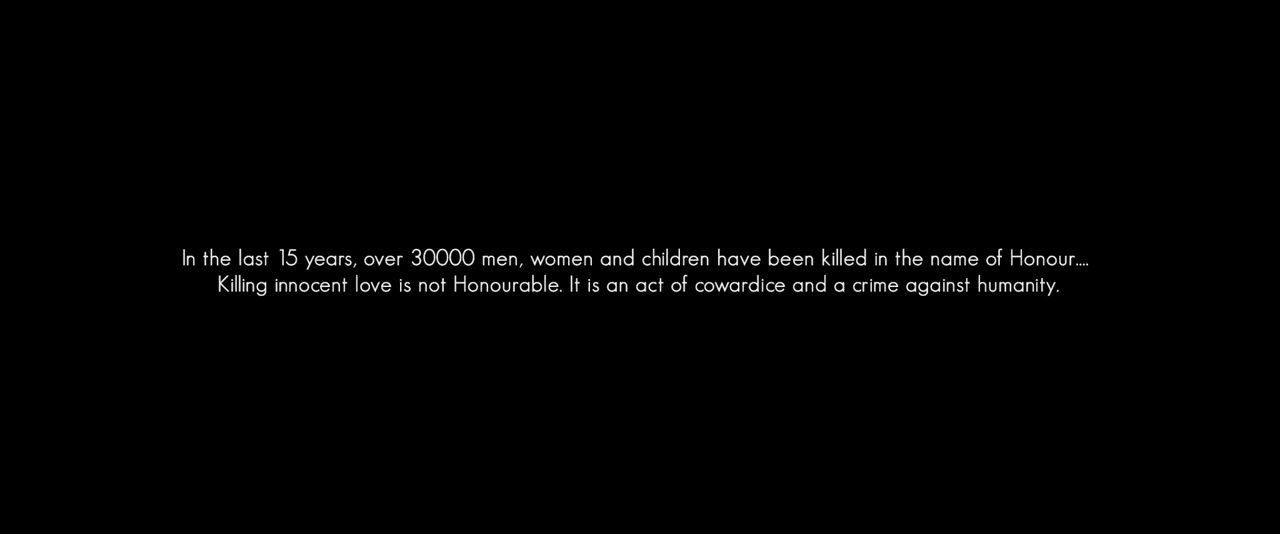 In the last 15 years, over 30000 men, women and children have been killed in the name of Honour....
Killing innocent love is not Honourable. It is an act of cowardice and a crime against humanity.